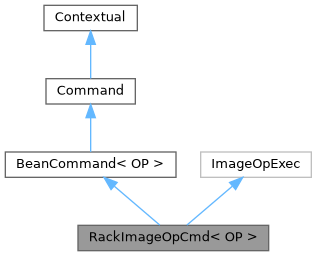 Contextual
Command
BeanCommand< OP >
ImageOpExec
RackImageOpCmd< OP >